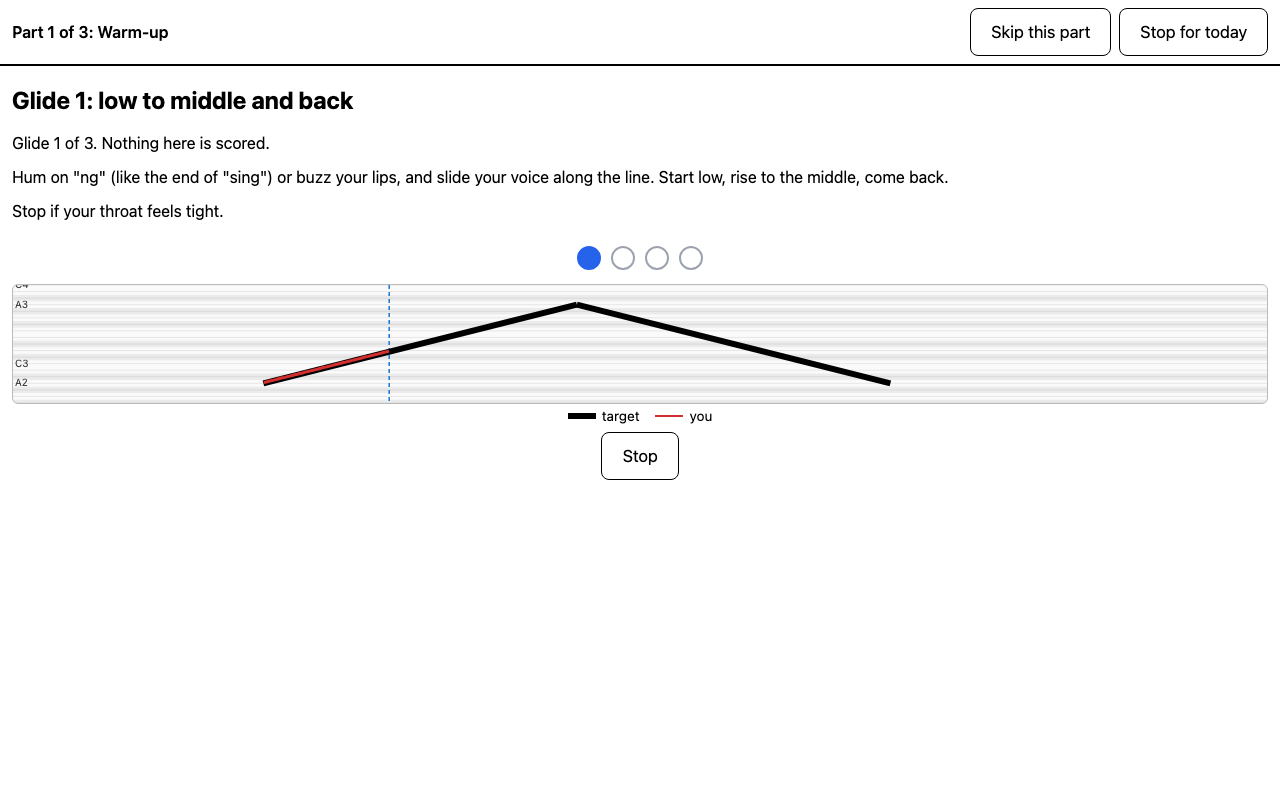 Part 1 of 3: Warm-up
Skip this part
Stop for today
Glide 1: low to middle and back
Glide 1 of 3. Nothing here is scored.
Hum on "ng" (like the end of "sing") or buzz your lips, and slide your voice along the line. Start low, rise to the middle, come back.
Stop if your throat feels tight.
A3
C3
A2
target
you
Stop